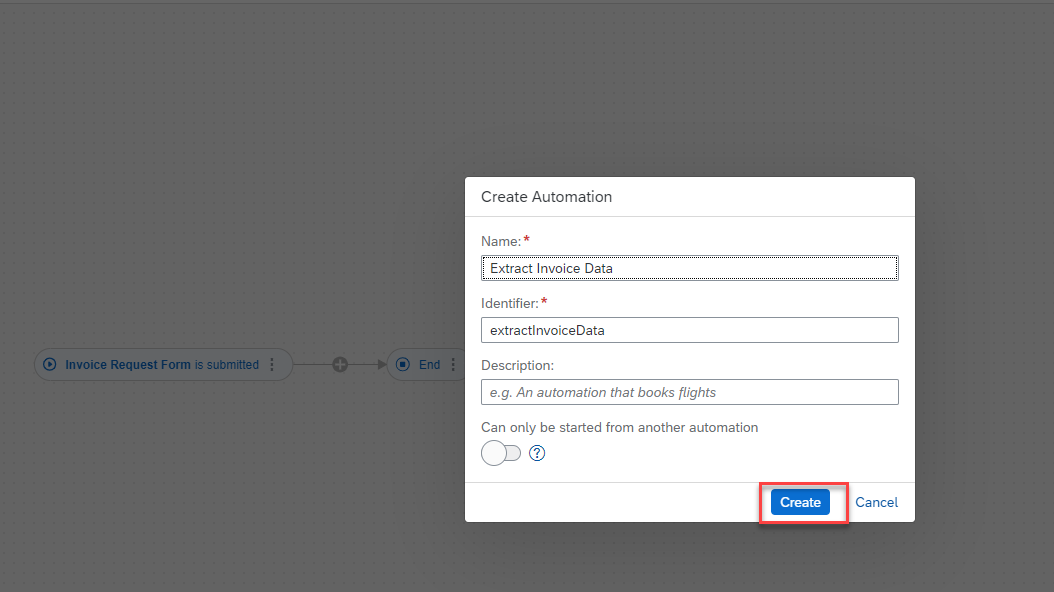 Create Automation
Name:*
Extract Invoice Data
Identifier:*
extractInvoiceData
Invoice Request Form is submitted
End
Description:
e.g. An automation that books flights
Can only be started from another automation
?
Create
Cancel